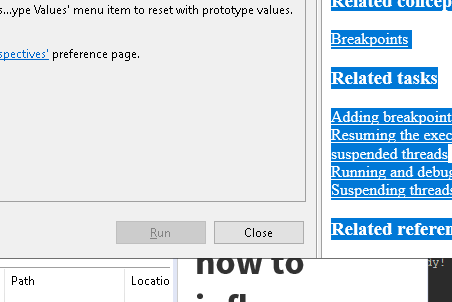 s...ype Values' menu item to reset with prototype values.
spectives' preference page.
Run
Close
Related concep
Breakpoints
Related tasks
Adding breakpoint
Resuming the exec
suspended threads
Running and debug
Suspending threads
Related referen
dy!
how to
Path
Locatio